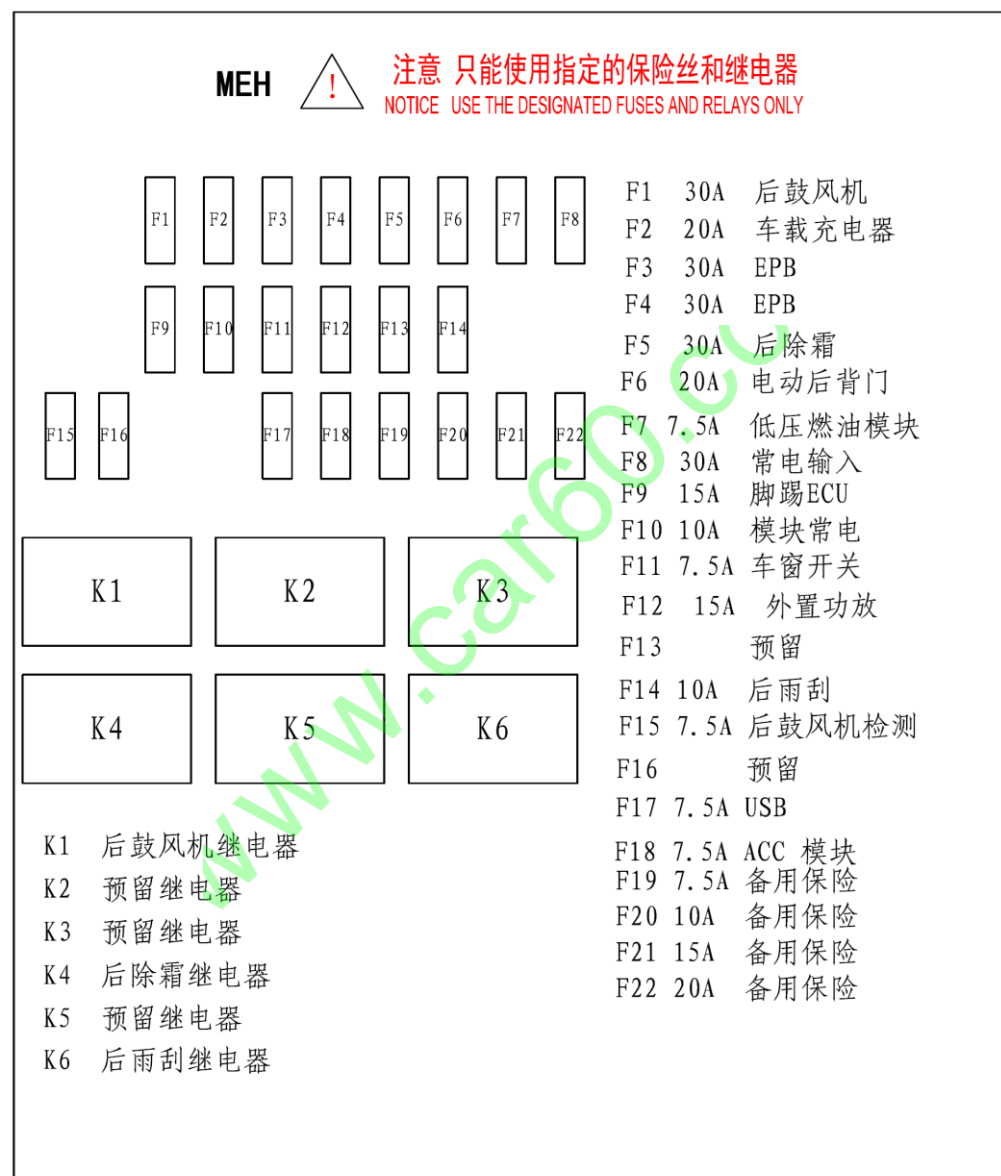 MEH ! 注意 只能使用指定的保险丝和继电器
NOTICE USE THE DESIGNATED FUSES AND RELAYS ONLY
F1 F2 F3 F4 F5 F6 F7 F8
F9 F10 F11 F12 F13 F14
F15 F16 F17 F18 F19 F20 F21 F22
K1 K2 K3
K4 K5 K6
K1 后鼓风机继电器
K2 预留继电器
K3 预留继电器
K4 后除霜继电器
K5 预留继电器
K6 后雨刮继电器
F1 30A 后鼓风机
F2 20A 车载充电器
F3 30A EPB
F4 30A EPB
F5 30A 后除霜
F6 20A 电动后背门
F7 7.5A 低压燃油模块
F8 30A 常电输入
F9 15A 脚踢ECU
F10 10A 模块常电
F11 7.5A 车窗开关
F12 15A 外置功放
F13 预留
F14 10A 后雨刮
F15 7.5A 后鼓风机检测
F16 预留
F17 7.5A USB
F18 7.5A ACC 模块
F19 7.5A 备用保险
F20 10A 备用保险
F21 15A 备用保险
F22 20A 备用保险
www.car60.co